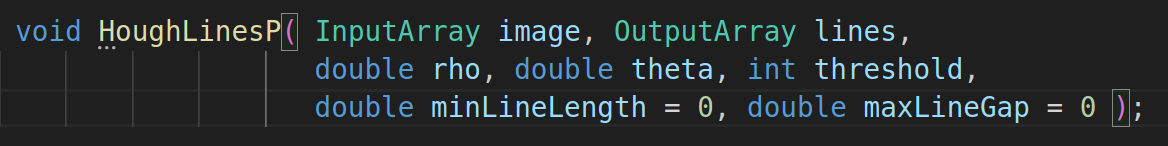 void HoughLinesP( InputArray image, OutputArray lines,
double rho, double theta, int threshold,
double minLineLength = 0, double maxLineGap = 0 );